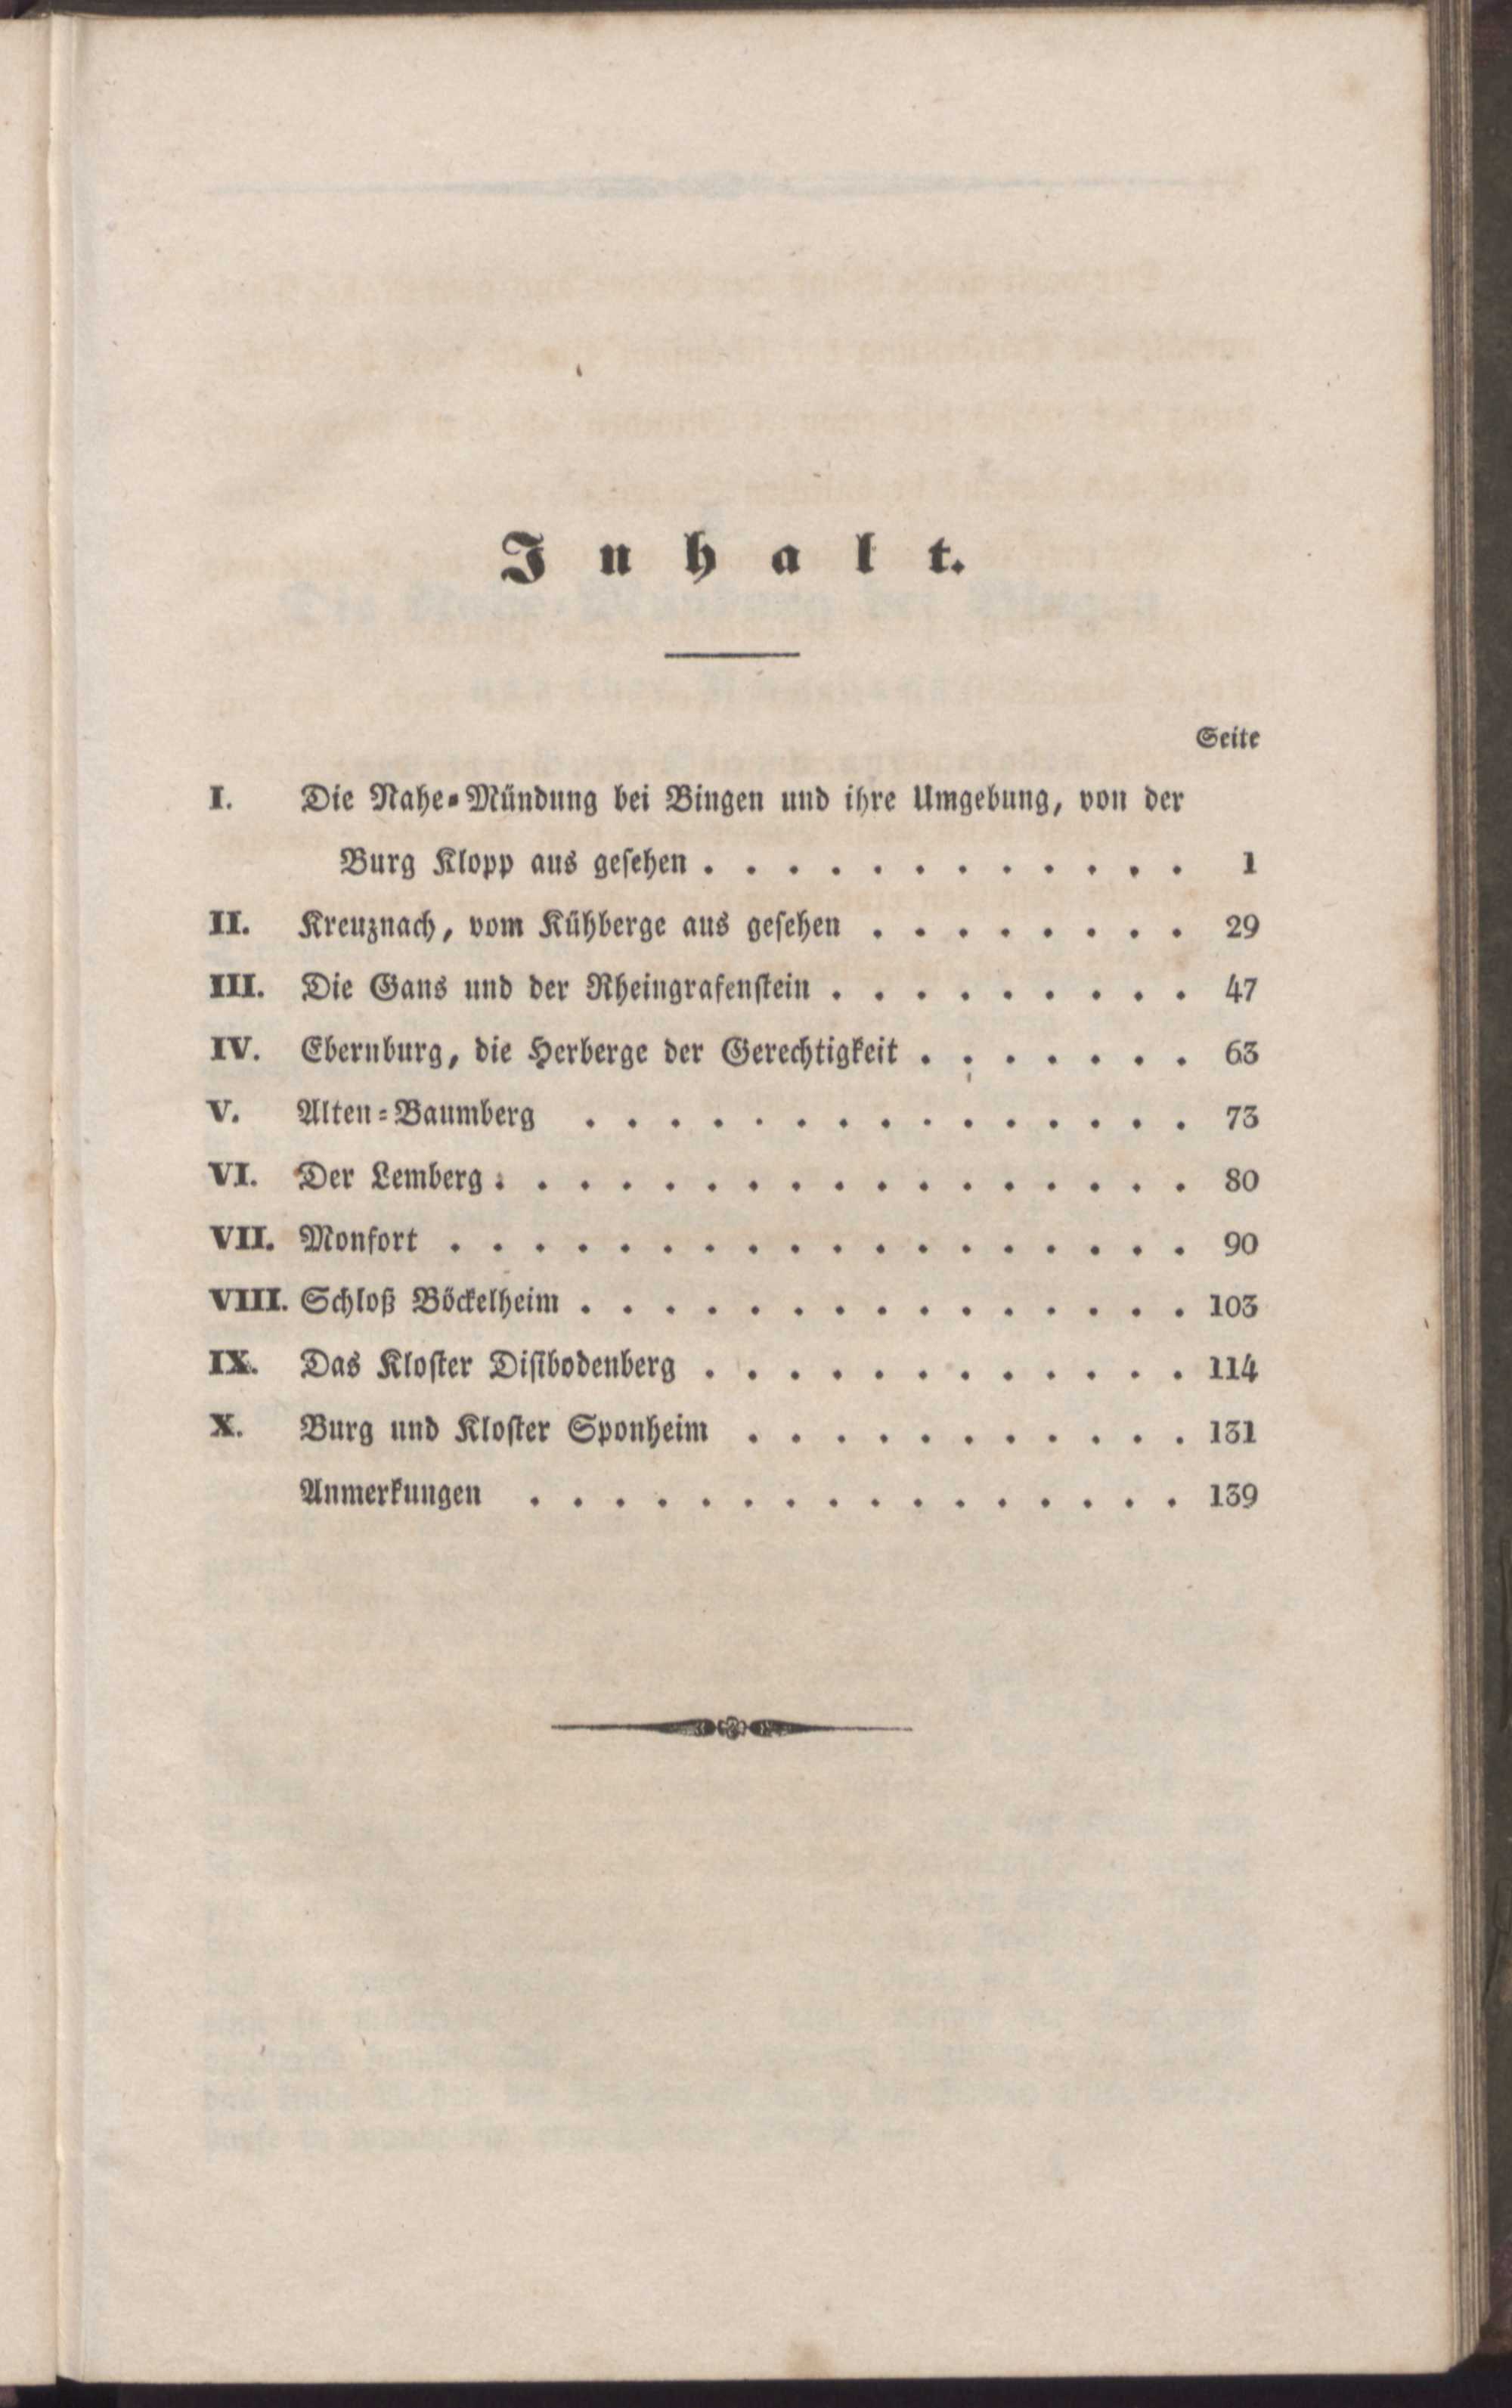 Inhalt.
Seite
I. Die Nahe-Mündung bei Bingen und ihre Umgebung, von der
Burg Klopp aus gesehen . . . . . . . . . . . . 1
II. Kreuznach, vom Kühberge aus gesehen . . . . . . . . 29
III. Die Gans und der Rheingrafenstein . . . . . . . . . 47
IV. Ebernburg, die Herberge der Gerechtigkeit . . . . . . . 63
V. Alten-Baumberg . . . . . . . . . . . . . . . 73
VI. Der Lemberg . . . . . . . . . . . . . . . . . 80
VII. Monfort . . . . . . . . . . . . . . . . . . 90
VIII. Schloß Böckelheim . . . . . . . . . . . . . . . 103
IX. Das Kloster Disibodenberg . . . . . . . . . . . . 114
X. Burg und Kloster Sponheim . . . . . . . . . . . 131
Anmerkungen . . . . . . . . . . . . . . . . 139